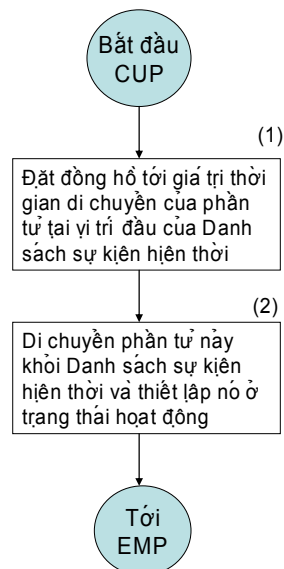 Bắt đầu
CUP
(1)
Đặt đồng hồ tới giá trị thời
gian di chuyển của phần
tử tại vị trí đầu của Danh
sách sự kiện hiện thời
(2)
Di chuyển phần tử này
khỏi Danh sách sự kiện
hiện thời và thiết lập nó ở
trạng thái hoạt động
Tới
EMP